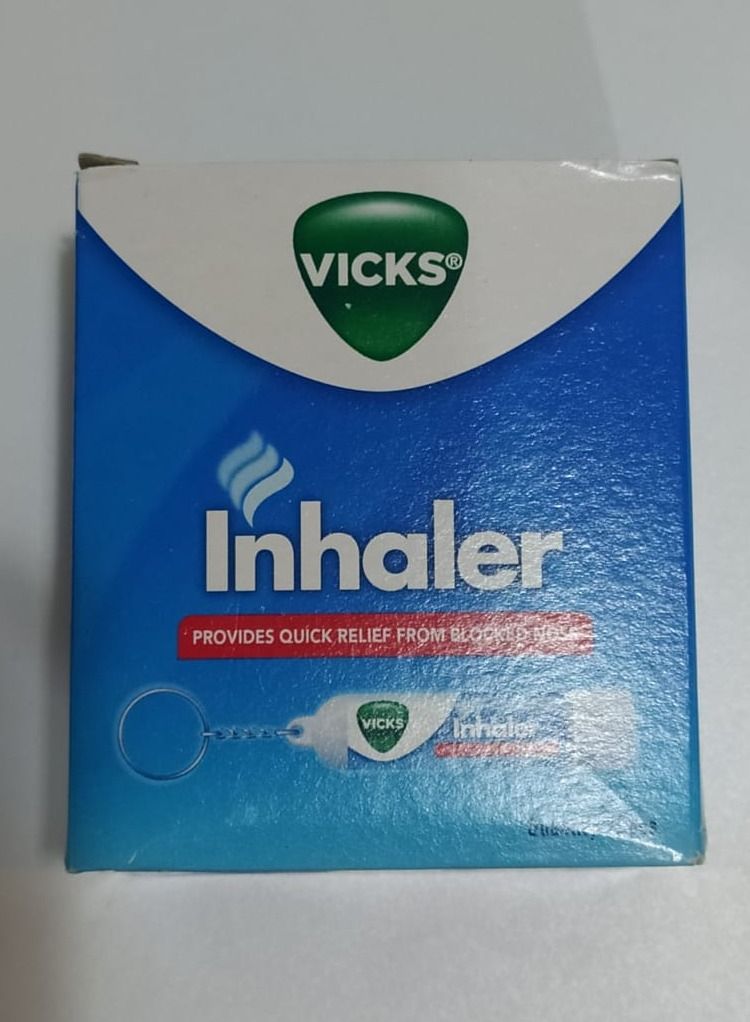 VICKS®
Inhaler
PROVIDES QUICK RELIEF FROM BLOCKED NOSE
VICKS
Inhaler